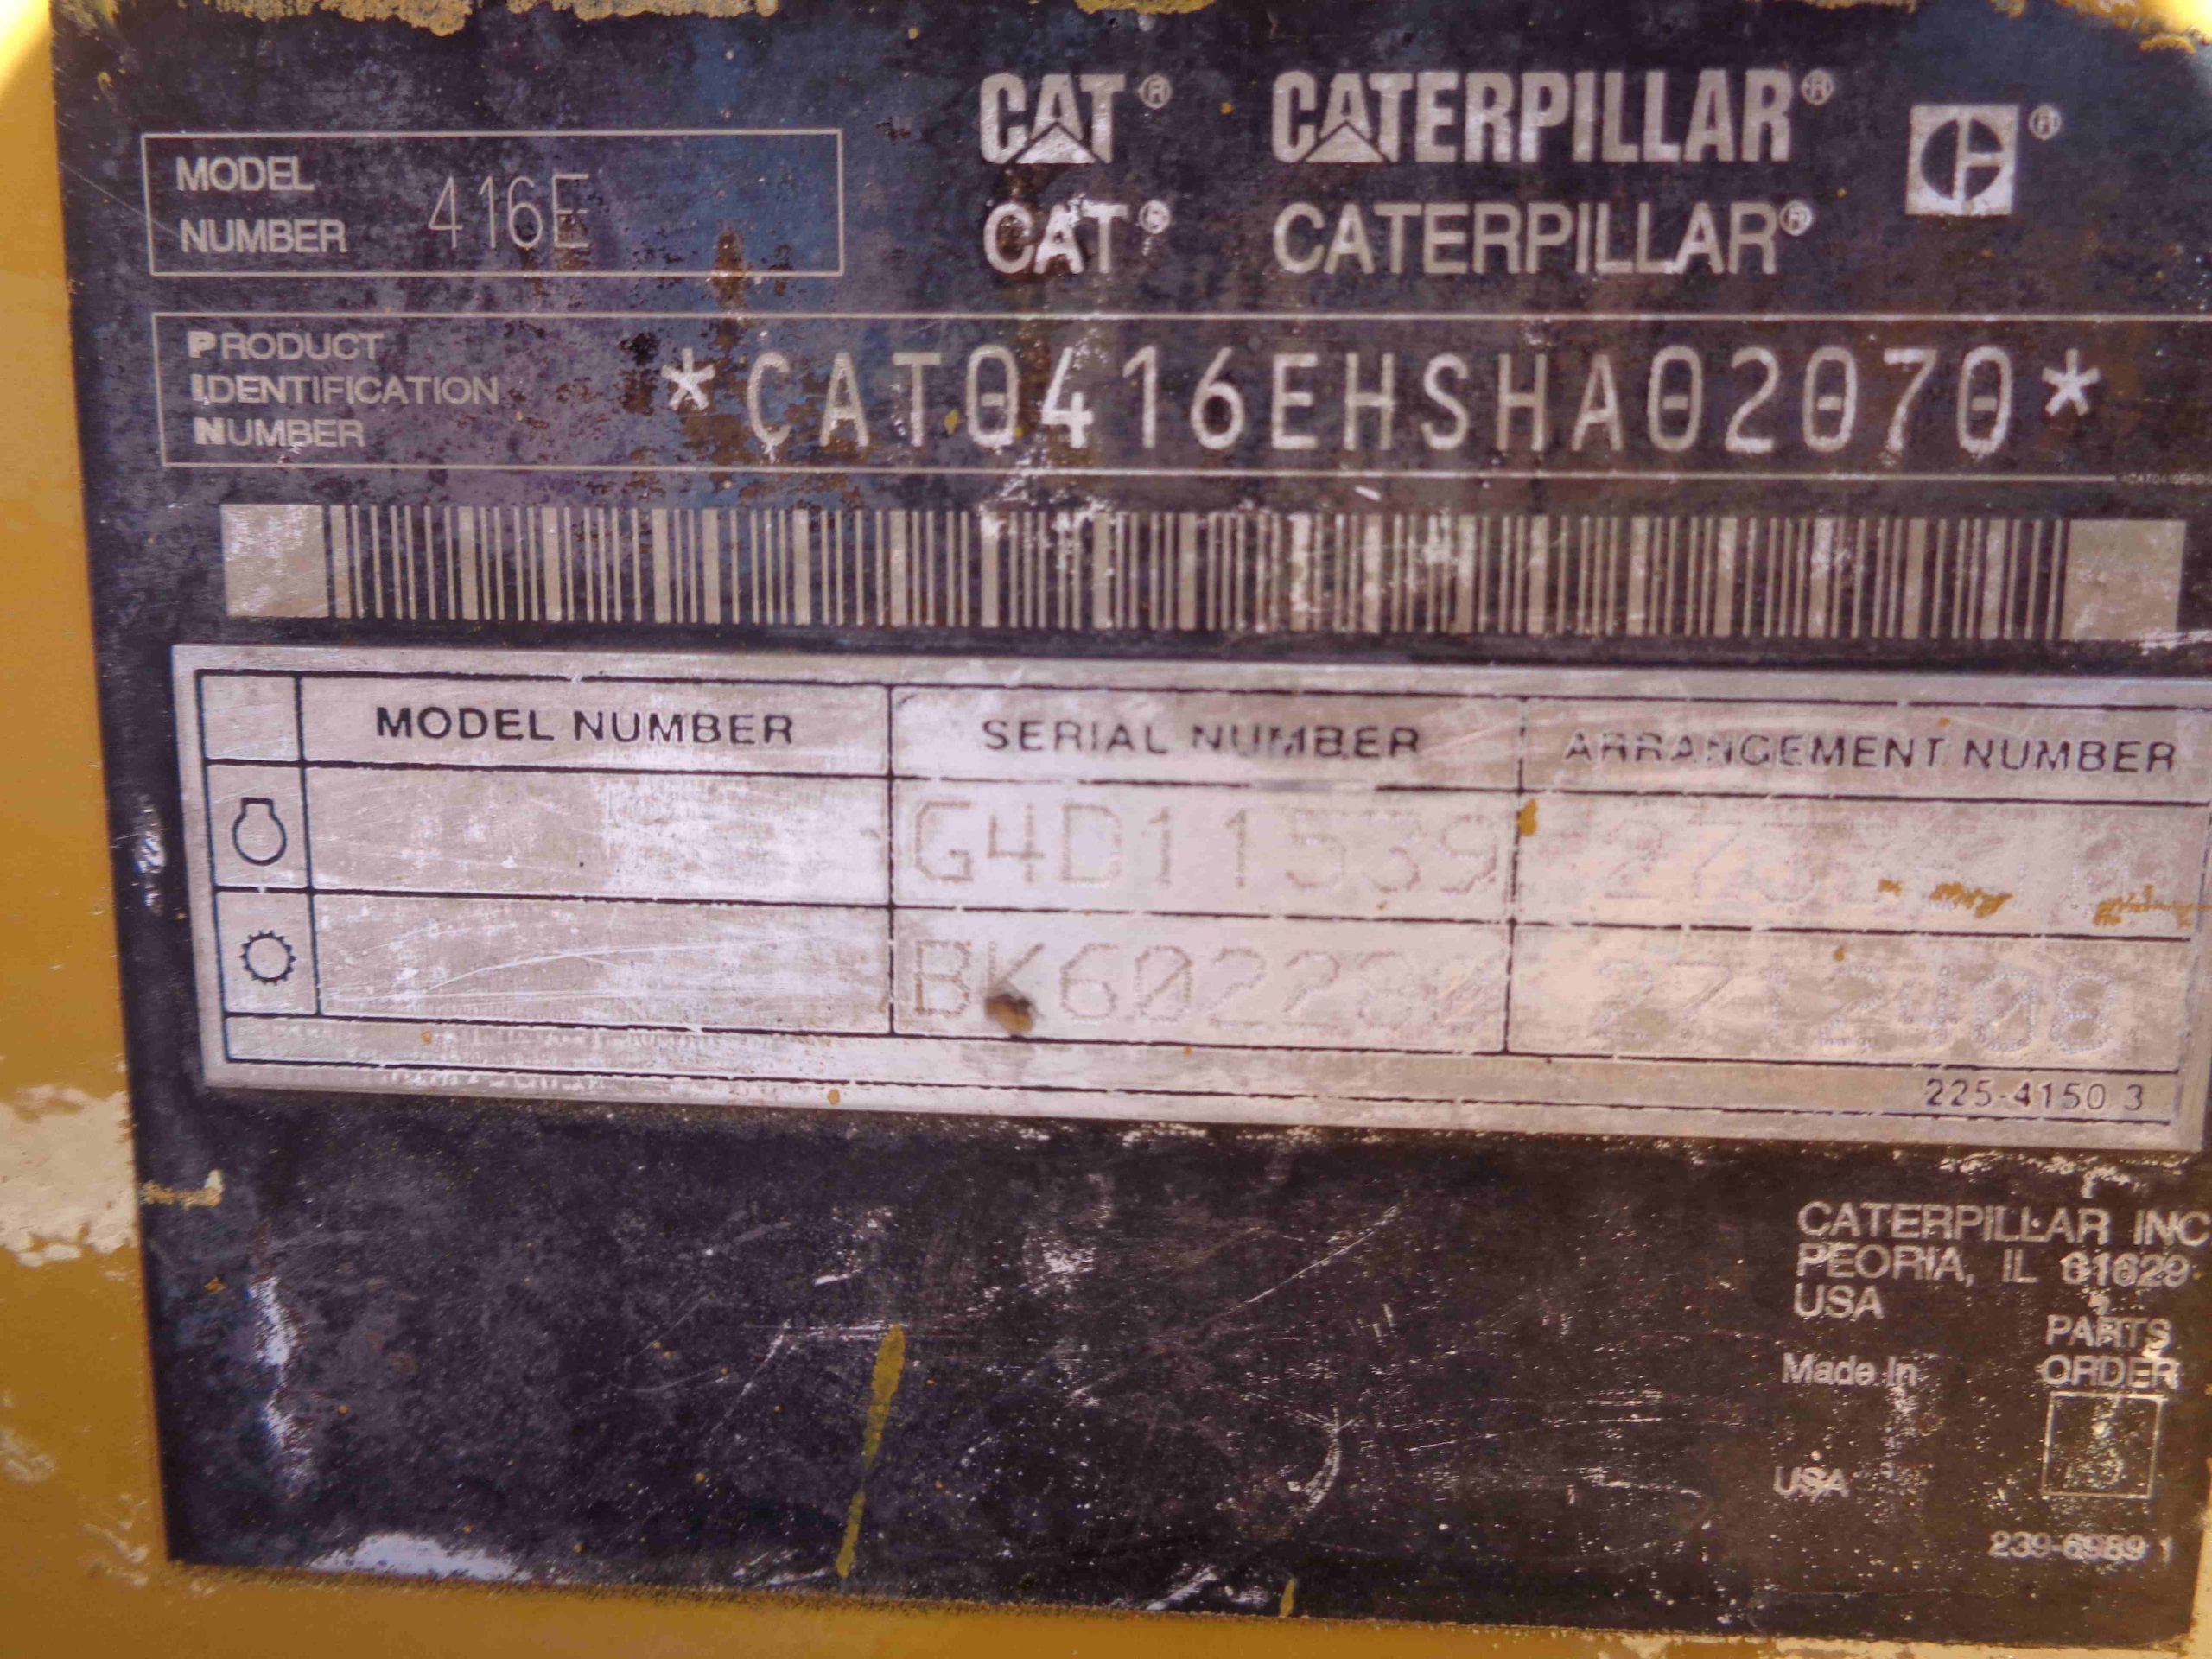 CAT® CATERPILLAR® ®
CAT® CATERPILLAR®
MODEL
NUMBER 416E
PRODUCT
IDENTIFICATION
NUMBER
*CAT0416EHSHA02070*
MODEL NUMBER SERIAL NUMBER ARRANGEMENT NUMBER
G4D11539
2712408
225-4150 3
CATERPILLAR INC
PEORIA, IL 61629
USA
PARTS
ORDER
Made In
USA
239-6989 1